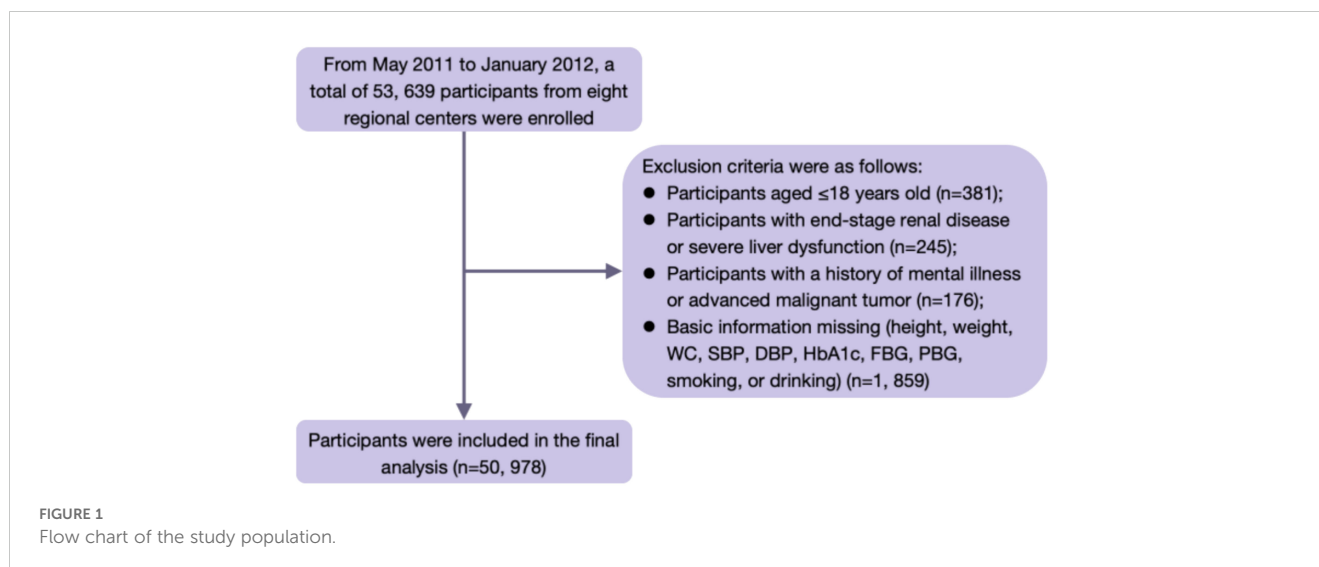 From May 2011 to January 2012, a
total of 53, 639 participants from eight
regional centers were enrolled
Exclusion criteria were as follows:
● Participants aged ≤18 years old (n=381);
● Participants with end-stage renal disease
or severe liver dysfunction (n=245);
● Participants with a history of mental illness
or advanced malignant tumor (n=176);
● Basic information missing (height, weight,
WC, SBP, DBP, HbA1c, FBG, PBG,
smoking, or drinking) (n=1, 859)
Participants were included in the final
analysis (n=50, 978)
FIGURE 1
Flow chart of the study population.